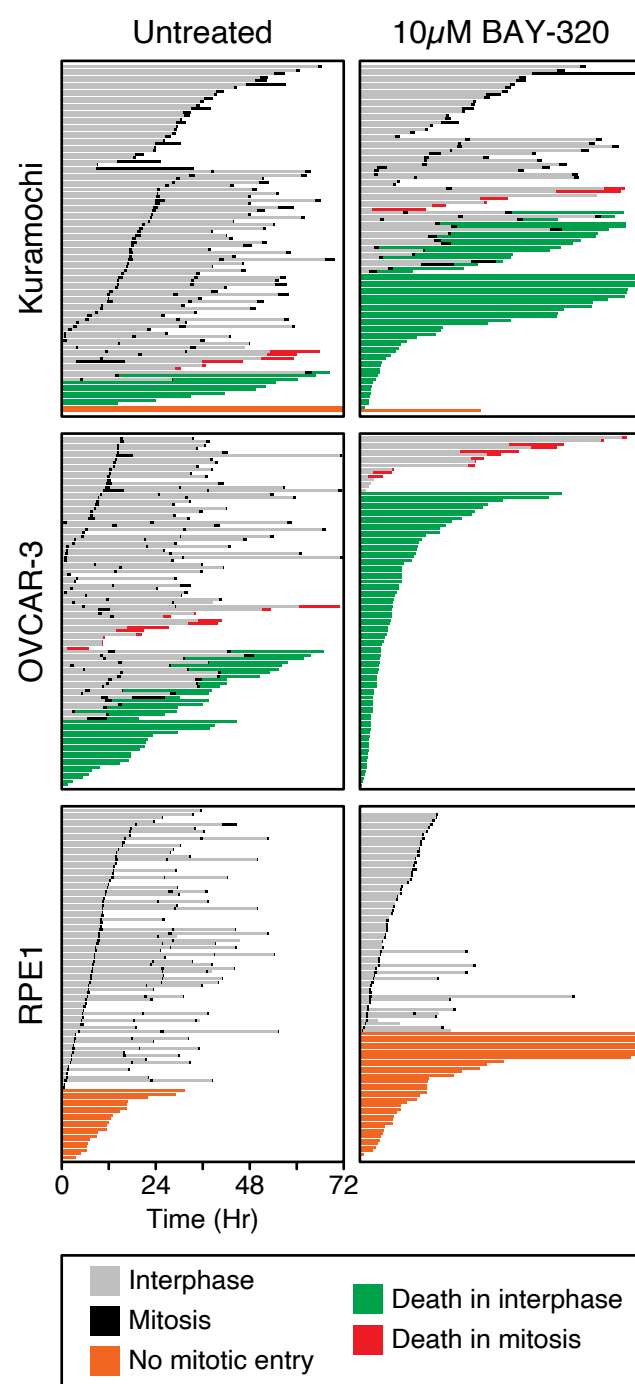 Untreated
10µM BAY-320
Kuramochi
OVCAR-3
RPE1
0 24 48 72
Time (Hr)
Interphase
Mitosis
No mitotic entry
Death in interphase
Death in mitosis